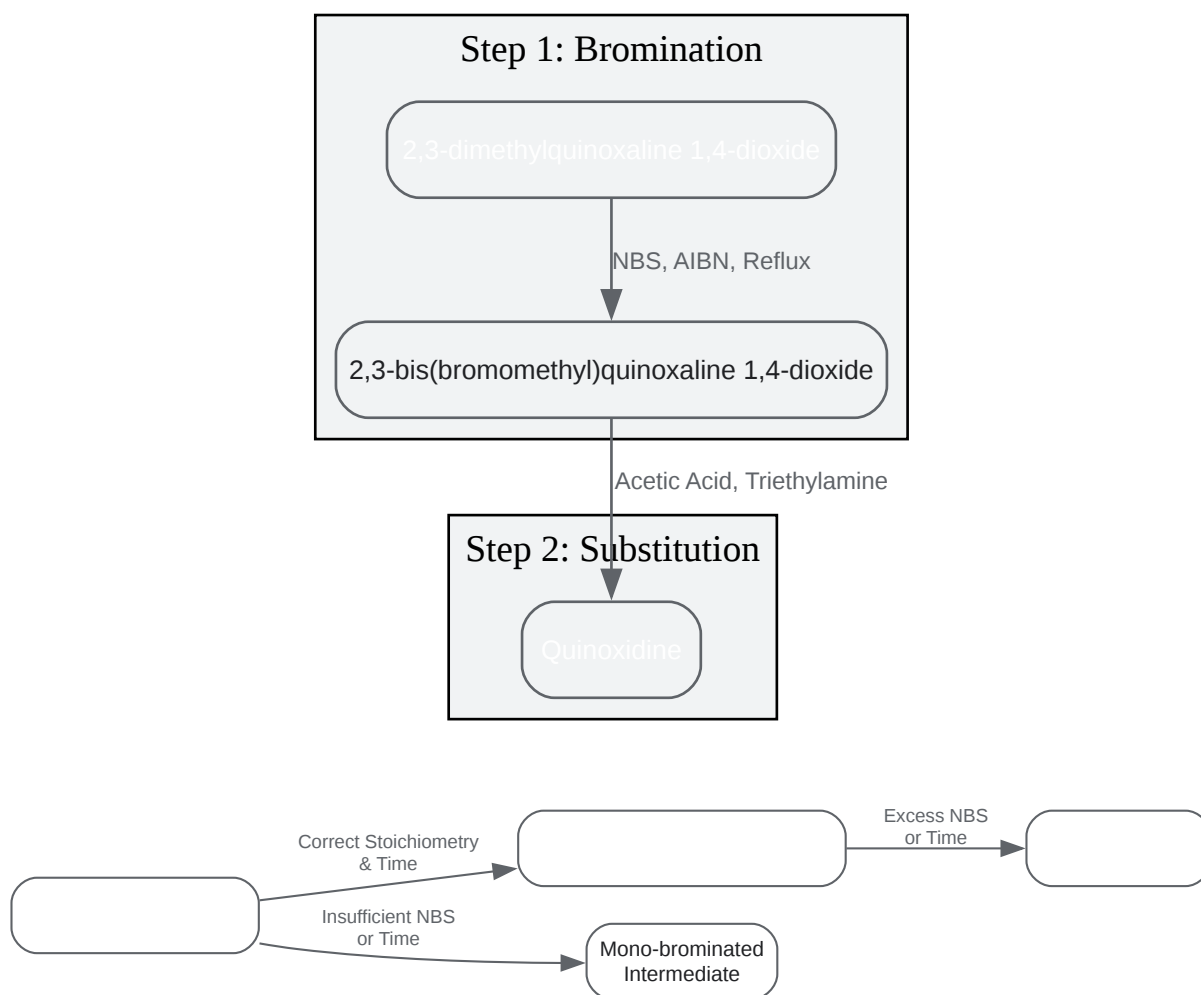 Step 1: Bromination
2,3-dimethylquinoxaline 1,4-dioxide
NBS, AIBN, Reflux
2,3-bis(bromomethyl)quinoxaline 1,4-dioxide
Acetic Acid, Triethylamine
Step 2: Substitution
Quinoxidine
Excess NBS
or Time
Correct Stoichiometry
& Time
Insufficient NBS
or Time
Mono-brominated
Intermediate